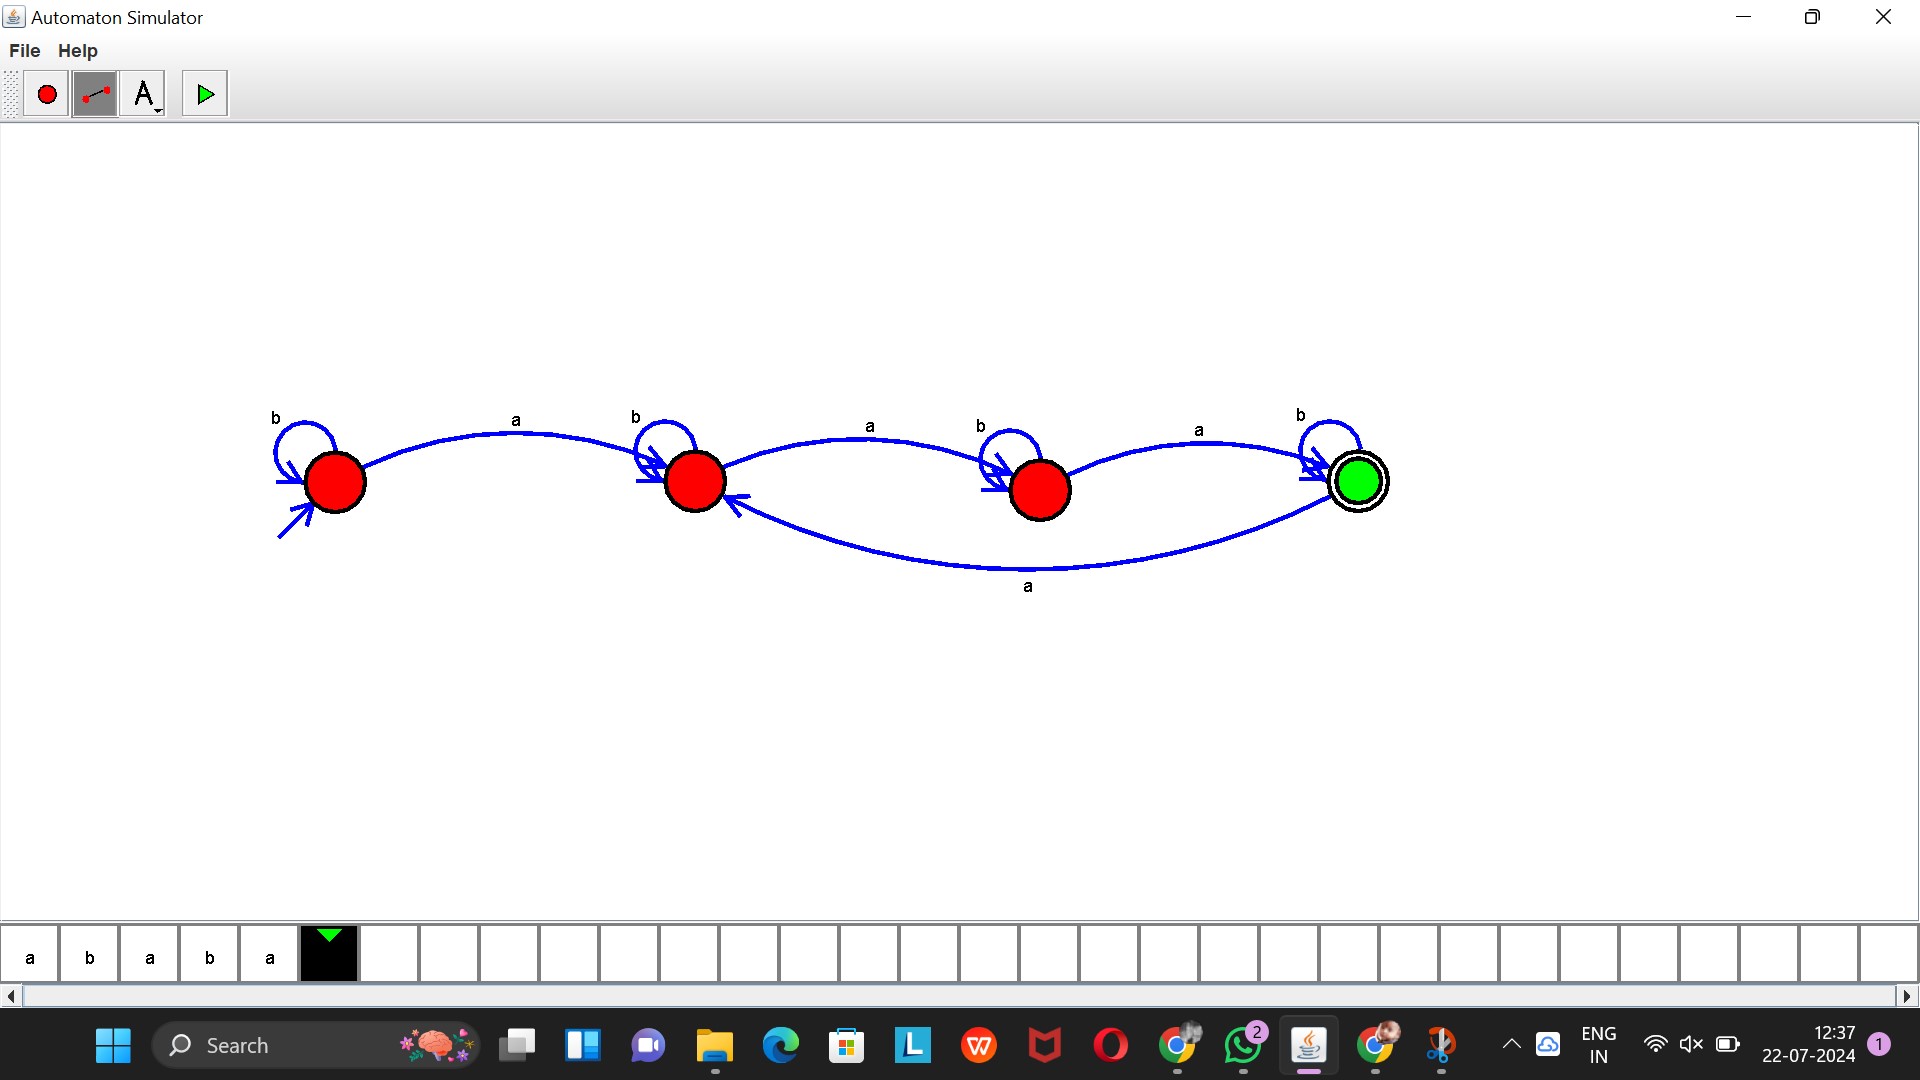 Automaton Simulator
File Help
A
b a b a b a b
a
a b a b a
Search
L
W
2
ENG
IN
12:37
22-07-2024
1